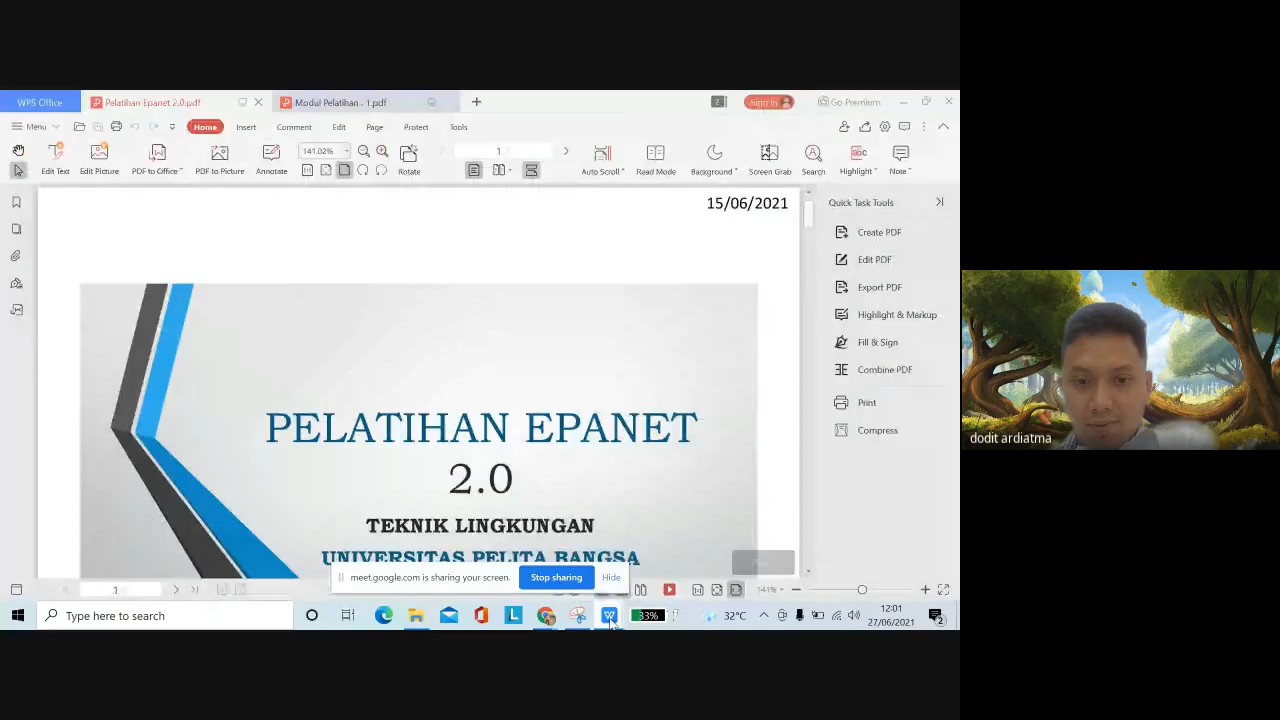 WPS Office
Pelatihan Epanet 2.0.pdf
Modul Pelatihan . 1.pdf
2
Sign in
Go Premium
Menu
Home
Insert
Comment
Edit
Page
Protect
Tools
141.02%
1
Edit Text
Edit Picture
PDF to Office
PDF to Picture
Annotate
Rotate
Auto Scroll
Read Mode
Background
Screen Grab
Search
Highlight
Note
15/06/2021
Quick Task Tools
Create PDF
Edit PDF
Export PDF
Highlight & Markup
Fill & Sign
Combine PDF
Print
Compress
PELATIHAN EPANET
2.0
TEKNIK LINGKUNGAN
UNIVERSITAS PELITA BANGSA
dodit ardiatma
meet.google.com is sharing your screen.
Stop sharing
Hide
1
141%
Type here to search
33%
32°C
12:01
27/06/2021
2